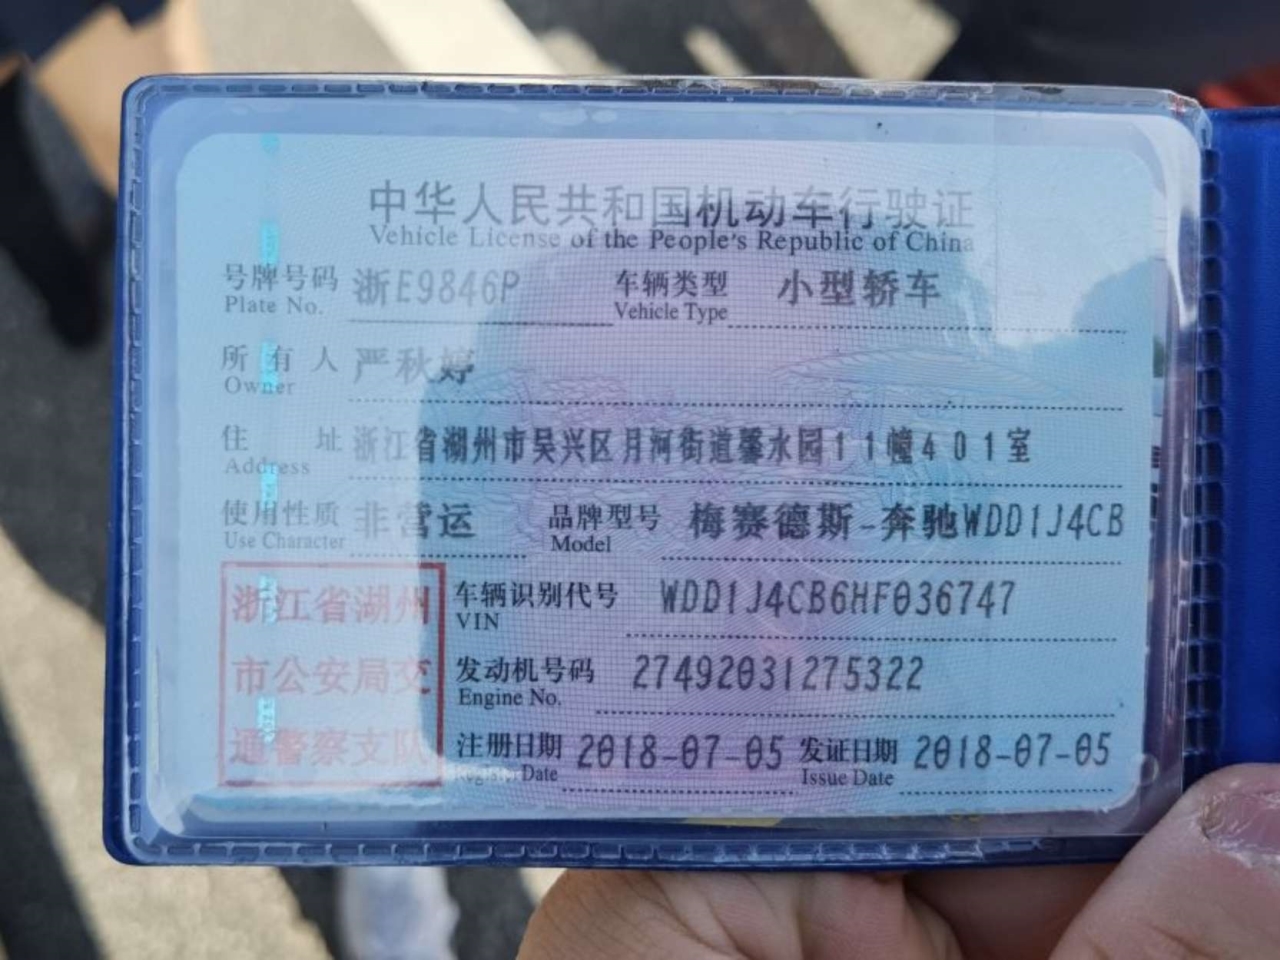 中华人民共和国机动车行驶证
Vehicle License of the People's Republic of China
号牌号码 浙E9846P 车辆类型 小型轿车
Plate No. Vehicle Type
所有人 严秋婷
Owner
住址 浙江省湖州市吴兴区月河街道馨水园11幢401室
Address
使用性质 非营运 品牌型号 梅赛德斯-奔驰WDD1J4CB
Use Character Model
浙江省湖州 车辆识别代号 WDD1J4CB6HF036747
VIN
市公安局交 发动机号码 27492031275322
Engine No.
通警察支队 注册日期 2018-07-05 发证日期 2018-07-05
Register Date Issue Date